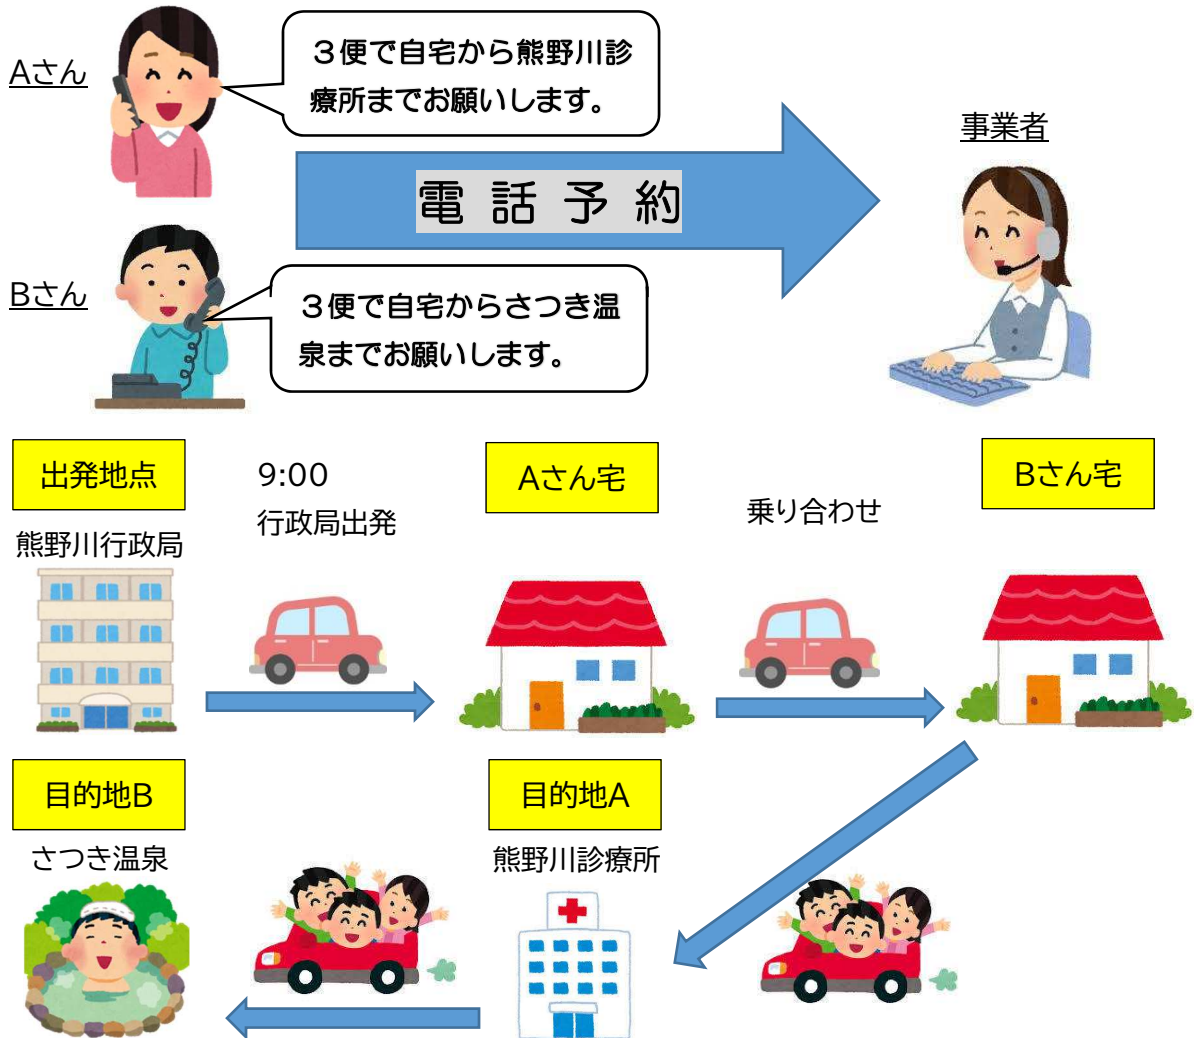 Aさん
３便で自宅から熊野川診
療所までお願いします。
事業者
電話予約
Bさん
３便で自宅からさつき温
泉までお願いします。
出発地点
熊野川行政局
9:00
行政局出発
Aさん宅
乗り合わせ
Bさん宅
目的地B
さつき温泉
目的地A
熊野川診療所